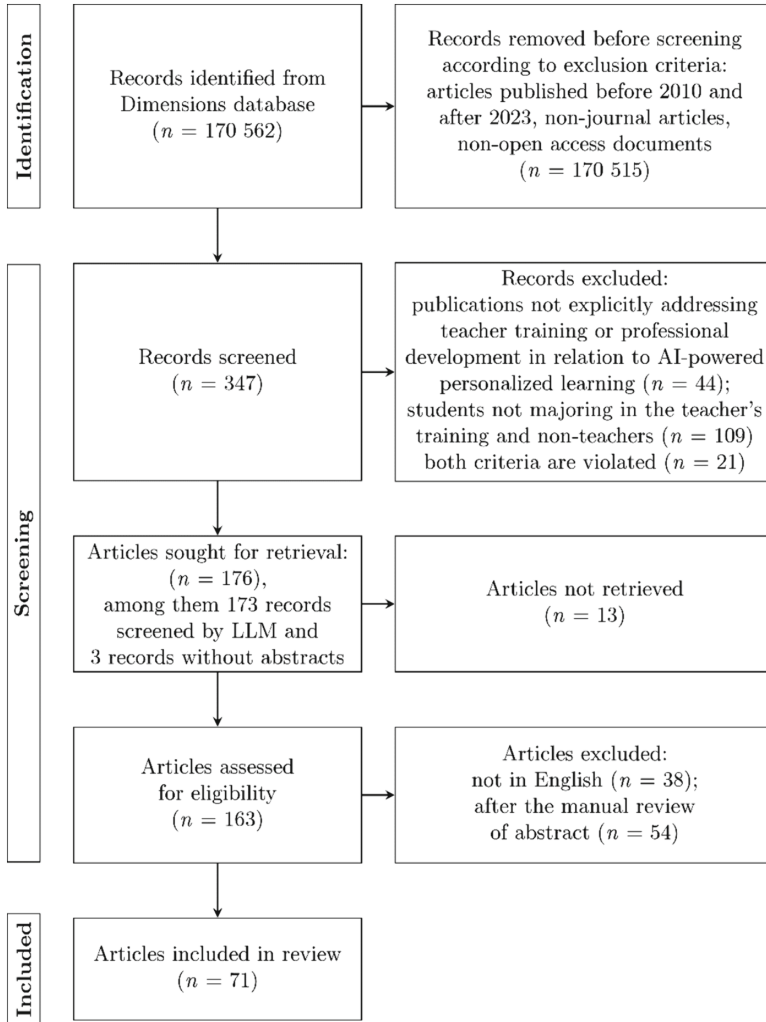 Identification
Records identified from
Dimensions database
(n = 170 562)
Records removed before screening
according to exclusion criteria:
articles published before 2010 and
after 2023, non-journal articles,
non-open access documents
(n = 170 515)
Screening
Records screened
(n = 347)
Records excluded:
publications not explicitly addressing
teacher training or professional
development in relation to AI-powered
personalized learning (n = 44);
students not majoring in the teacher's
training and non-teachers (n = 109)
both criteria are violated (n = 21)
Articles sought for retrieval:
(n = 176),
among them 173 records
screened by LLM and
3 records without abstracts
Articles not retrieved
(n = 13)
Articles assessed
for eligibility
(n = 163)
Articles excluded:
not in English (n = 38);
after the manual review
of abstract (n = 54)
Included
Articles included in review
(n = 71)